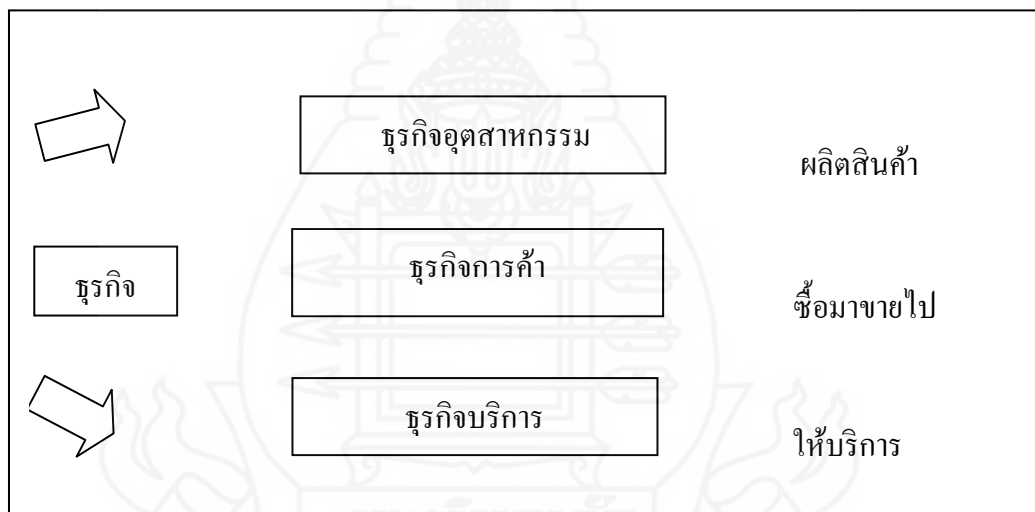 ธุรกิจอุตสาหกรรม
ผลิตสินค้า
ธุรกิจ
ธุรกิจการค้า
ซื้อมาขายไป
ธุรกิจบริการ
ให้บริการ